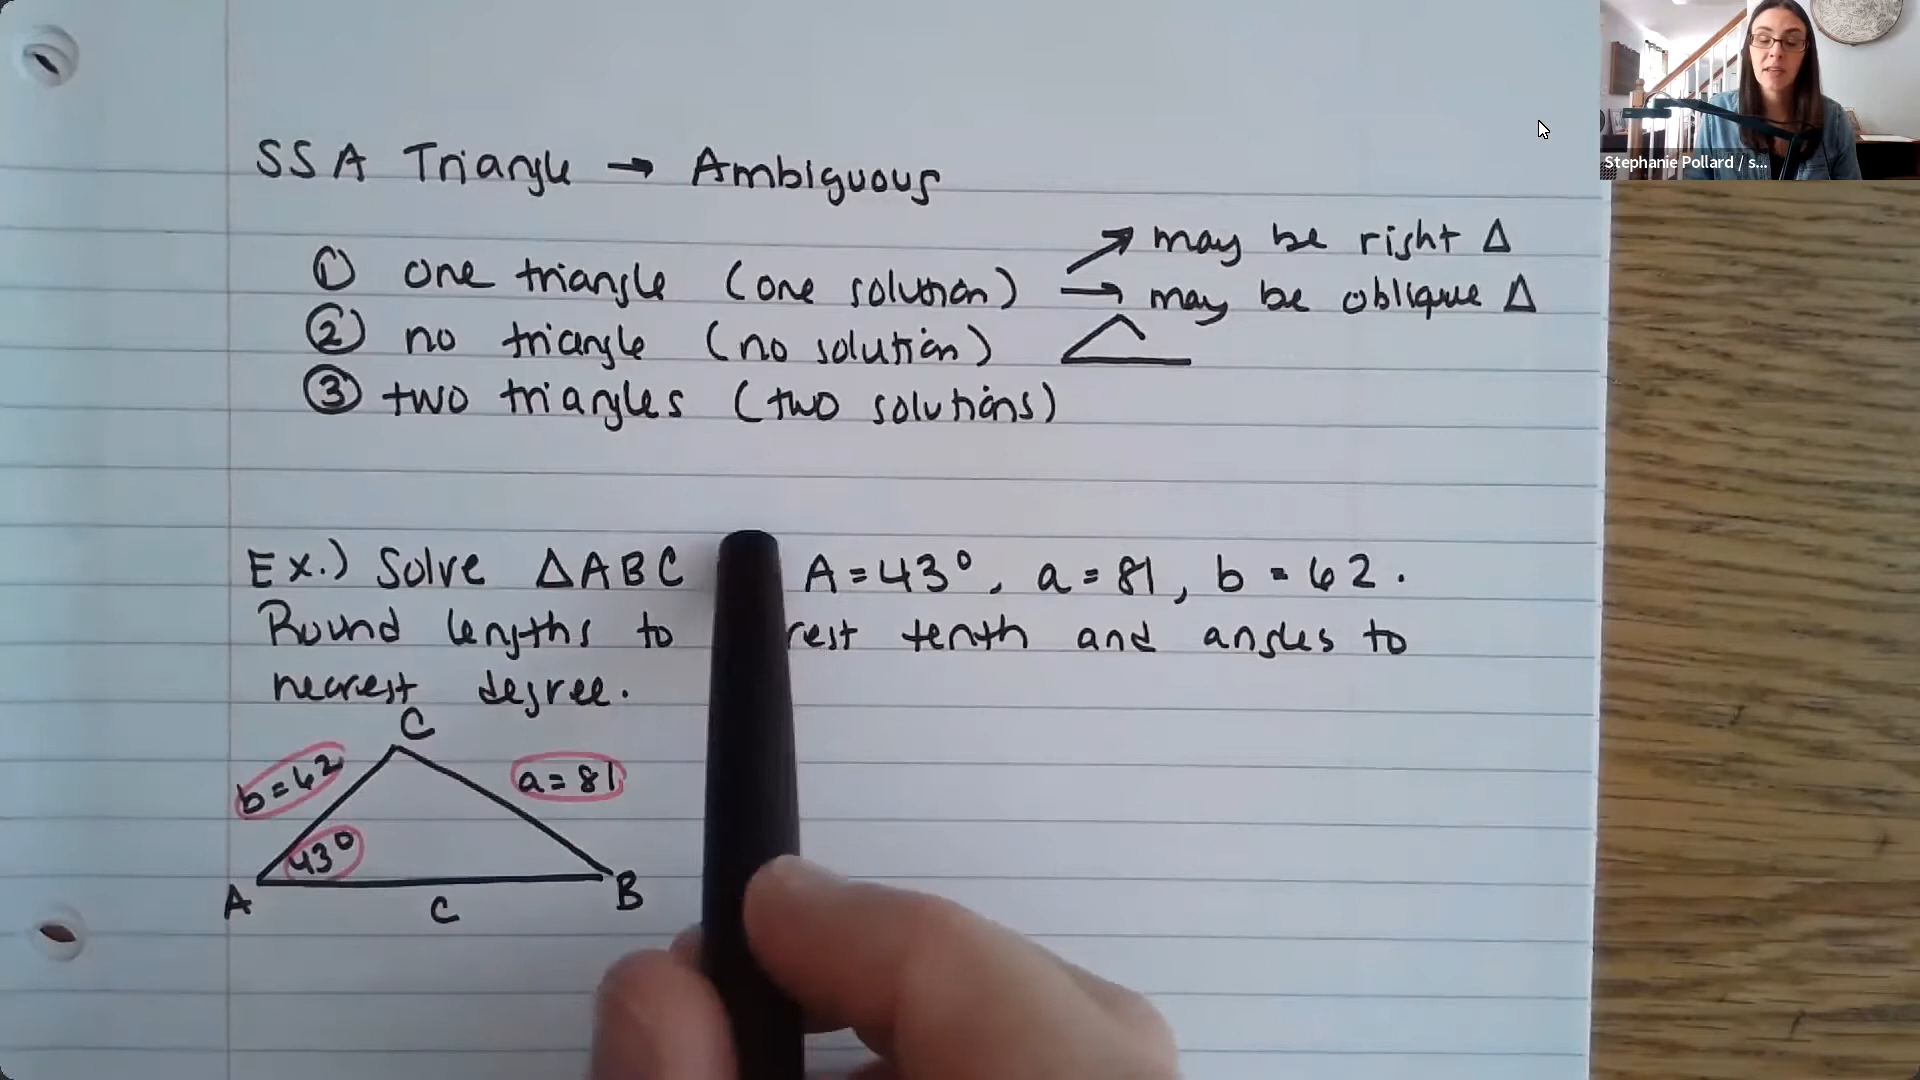 SSA Triangle → Ambiguous
① one triangle (one solution) → may be right Δ
→ may be oblique Δ
② no triangle (no solution)
③ two triangles (two solutions)
Ex.) Solve ΔABC A = 43°, a = 81, b = 62.
Round lengths to rest tenth and angles to
nearest degree.
C
b = 62
a = 81
43°
A
c
B
Stephanie Pollard / s...